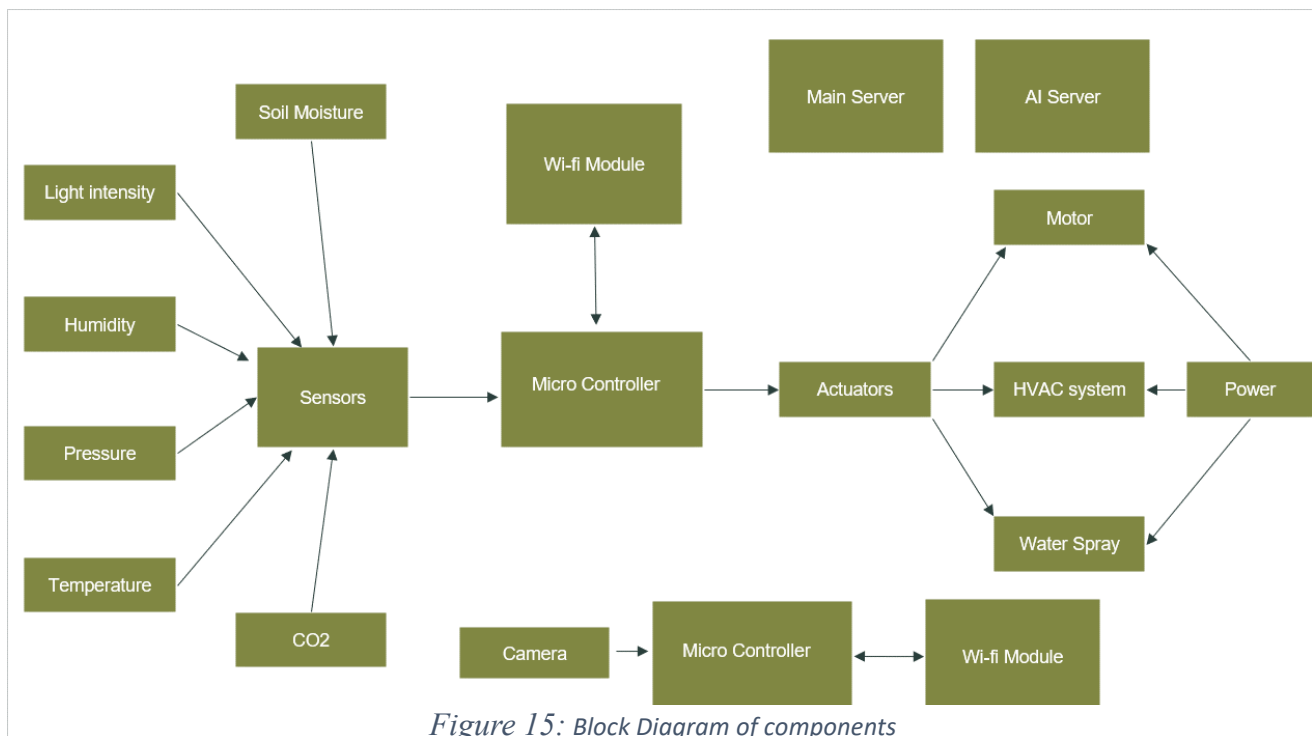 Main Server
AI Server
Soil Moisture
Wi-fi Module
Light intensity
Motor
Humidity
Sensors
Micro Controller
Actuators
HVAC system
Power
Pressure
Water Spray
Temperature
CO2
Camera
Micro Controller
Wi-fi Module
Figure 15: Block Diagram of components